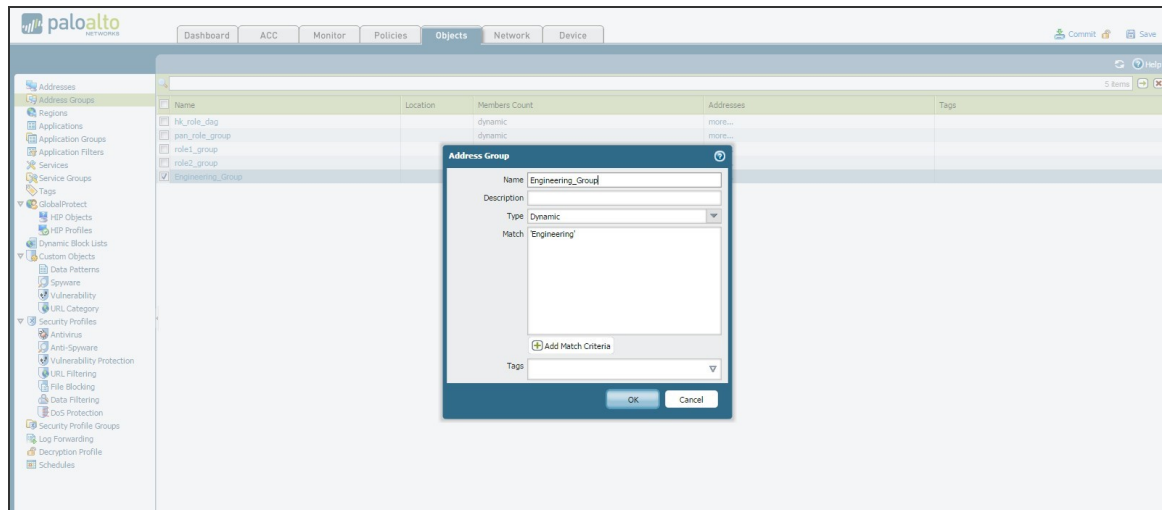 paloalto
NETWORKS
Dashboard ACC Monitor Policies Objects Network Device
Commit Save
Help
Addresses
Address Groups
Regions
Applications
Application Groups
Application Filters
Services
Service Groups
Tags
GlobalProtect
HIP Objects
HIP Profiles
Dynamic Block Lists
Custom Objects
Data Patterns
Spyware
Vulnerability
URL Category
Security Profiles
Antivirus
Anti-Spyware
Vulnerability Protection
URL Filtering
File Blocking
Data Filtering
DoS Protection
Security Profile Groups
Log Forwarding
Decryption Profile
Schedules
5 items
Name Location Members Count Addresses Tags
hk_role_dag dynamic more...
pan_role_group dynamic more...
role1_group
role2_group
Engineering_Group
Address Group
Name Engineering_Group
Description
Type Dynamic
Match 'Engineering'
Add Match Criteria
Tags
OK Cancel